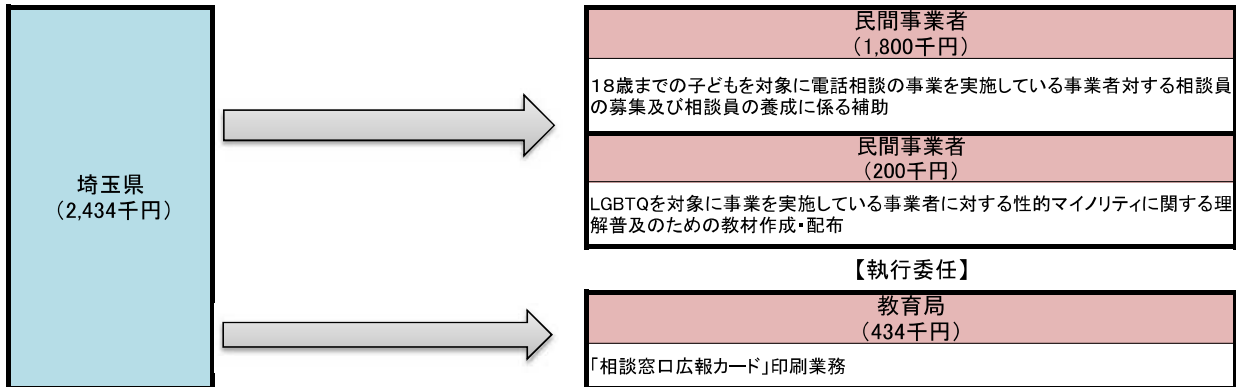 埼玉県
（2,434千円）
民間事業者
（1,800千円）
１８歳までの子どもを対象に電話相談の事業を実施している事業者対する相談員
の募集及び相談員の養成に係る補助
民間事業者
（200千円）
LGBTQを対象に事業を実施している事業者に対する性的マイノリティに関する理
解普及のための教材作成・配布
【執行委任】
教育局
（434千円）
「相談窓口広報カード」印刷業務